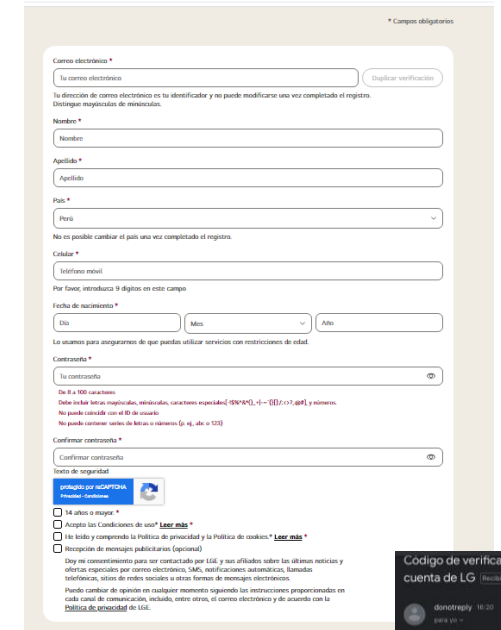 * Campos obligatorios
Correo electrónico *
Tu correo electrónico
Duplicar verificación
Tu dirección de correo electrónico es tu identificador y no puede modificarse una vez completado el registro.
Distingue mayúsculas de minúsculas.
Nombre *
Nombre
Apellido *
Apellido
País *
Perú
No es posible cambiar el país una vez completado el registro.
Celular *
Teléfono móvil
Por favor, introduzca 9 dígitos en este campo
Fecha de nacimiento *
Día
Mes
Año
Lo usamos para asegurarnos de que puedas utilizar servicios con restricciones de edad.
Contraseña *
Tu contraseña
De 8 a 100 caracteres
Debe incluir letras mayúsculas, minúsculas, caracteres especiales y números.
No puede coincidir con el ID de usuario
No puede contener series de letras o números (p. ej., abc o 123)
Confirmar contraseña *
Confirmar contraseña
Texto de seguridad
protegido por reCAPTCHA
Privacidad - Condiciones
14 años o mayor. *
Acepto las Condiciones de uso* Leer más *
He leído y comprendo la Política de privacidad y la Política de cookies.* Leer más *
Recepción de mensajes publicitarios (opcional)
Doy mi consentimiento para ser contactado por LGE y sus afiliados sobre las últimas noticias y
ofertas especiales por correo electrónico, SMS, notificaciones automáticas, llamadas
telefónicas, sitios de redes sociales u otras formas de mensajes electrónicos.
Puedo cambiar de opinión en cualquier momento siguiendo las instrucciones proporcionadas en
cada canal de comunicación, incluido, entre otros, el correo electrónico y de acuerdo con la
Política de privacidad de LGE.
Código de verifica
cuenta de LG
donotreply 16:20
para yo